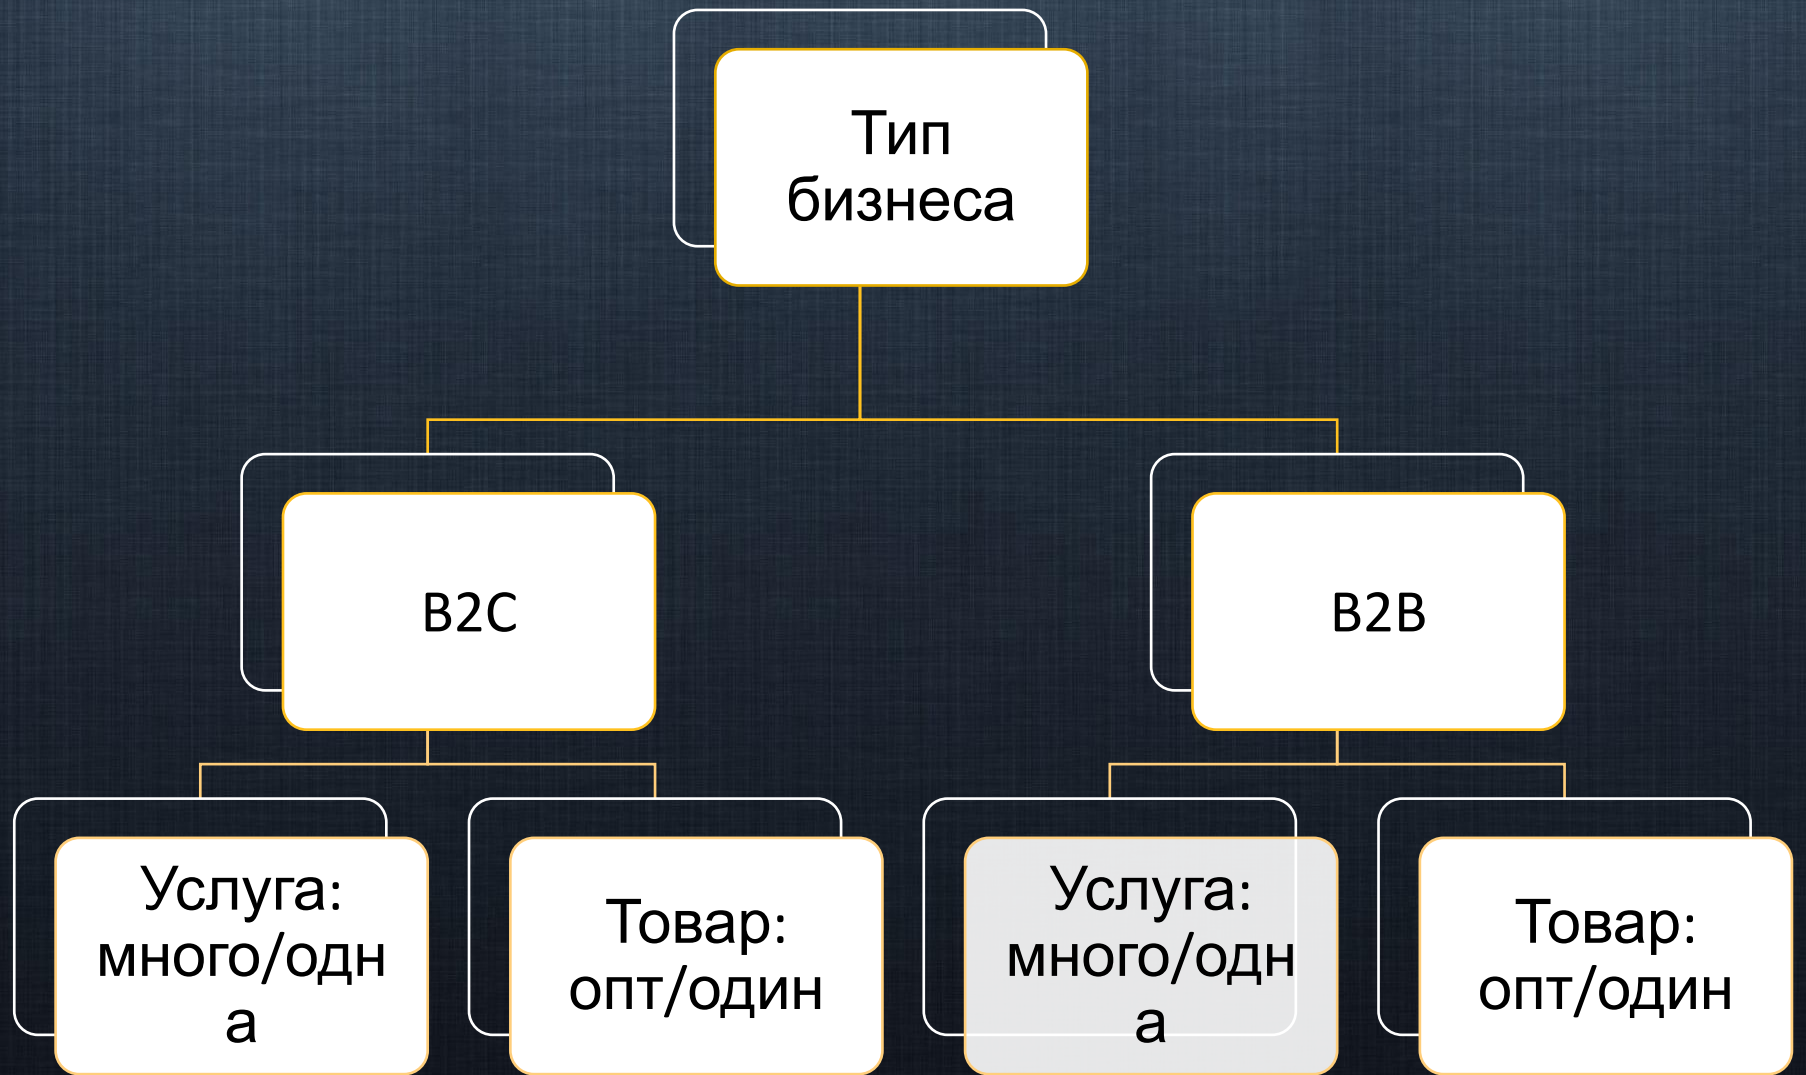 Тип
бизнеса
B2C
B2B
Услуга:
много/одн
а
Товар:
опт/один
Услуга:
много/одн
а
Товар:
опт/один